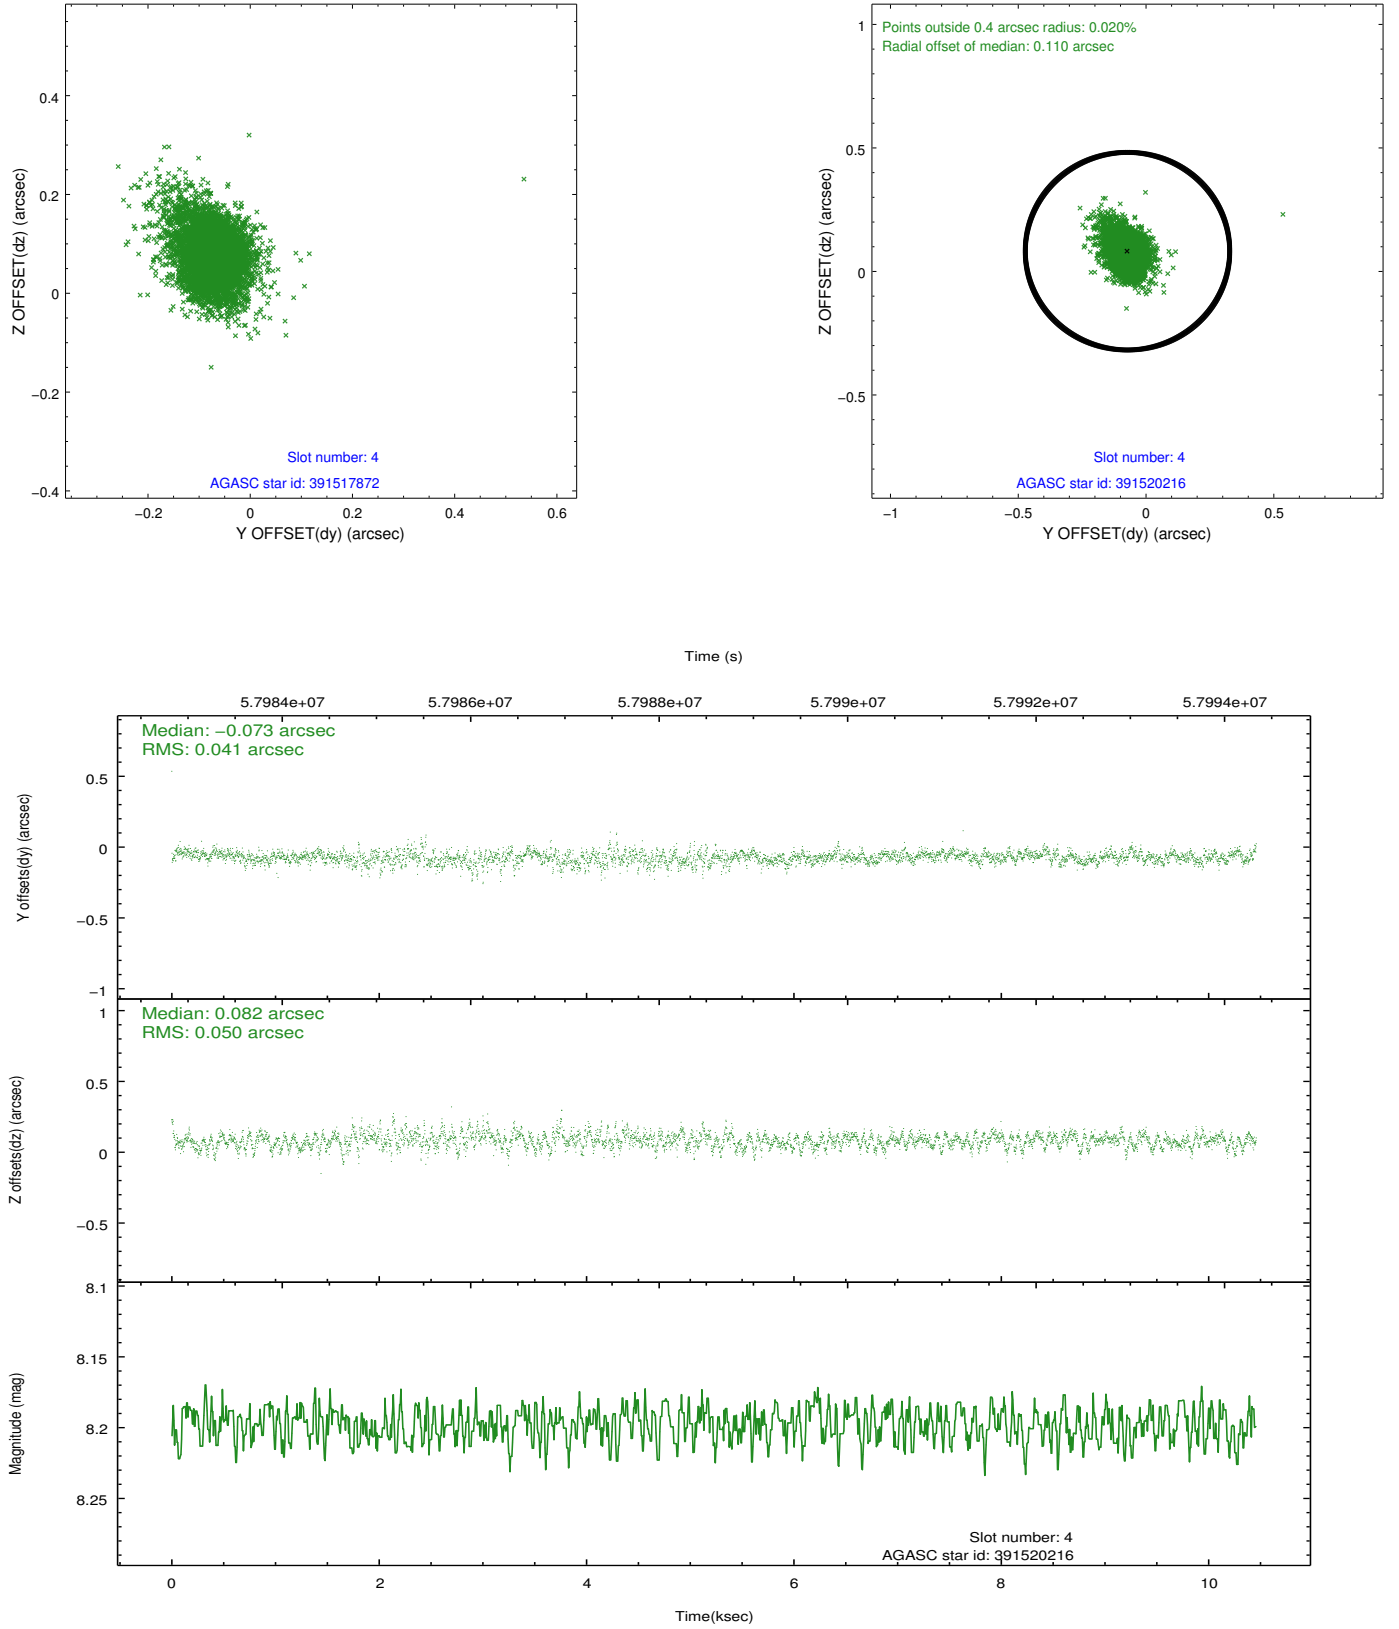 0.4
0.2
0
−0.2
−0.4
Z OFFSET(dz) (arcsec)
Slot number: 4
AGASC star id: 391517872
−0.2
0
0.2
0.4
0.6
Y OFFSET(dy) (arcsec)
Points outside 0.4 arcsec radius: 0.020%
Radial offset of median: 0.110 arcsec
1
0.5
0
−0.5
Z OFFSET(dz) (arcsec)
Slot number: 4
AGASC star id: 391520216
−1
−0.5
0
0.5
Y OFFSET(dy) (arcsec)
Time (s)
5.7984e+07
5.7986e+07
5.7988e+07
5.799e+07
5.7992e+07
5.7994e+07
Median: −0.073 arcsec
RMS: 0.041 arcsec
0.5
0
−0.5
−1
Y offsets(dy) (arcsec)
Median: 0.082 arcsec
RMS: 0.050 arcsec
1
0.5
0
−0.5
Z offsets(dz) (arcsec)
8.1
8.15
8.2
8.25
Magnitude (mag)
Slot number: 4
AGASC star id: 391520216
0
2
4
6
8
10
Time(ksec)